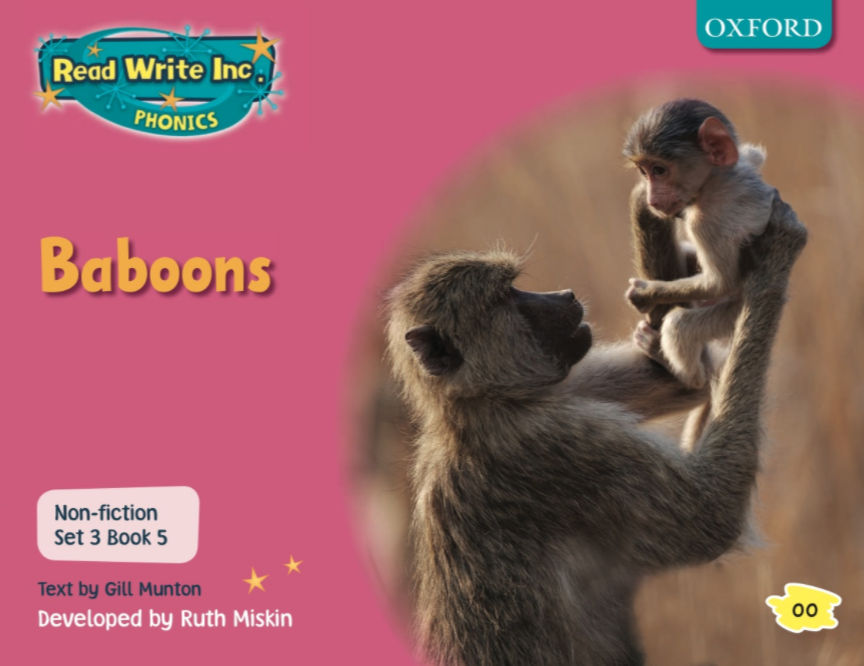 OXFORD
Read Write Inc.
PHONICS
Baboons
Non-fiction
Set 3 Book 5
Text by Gill Munton
Developed by Ruth Miskin
oo